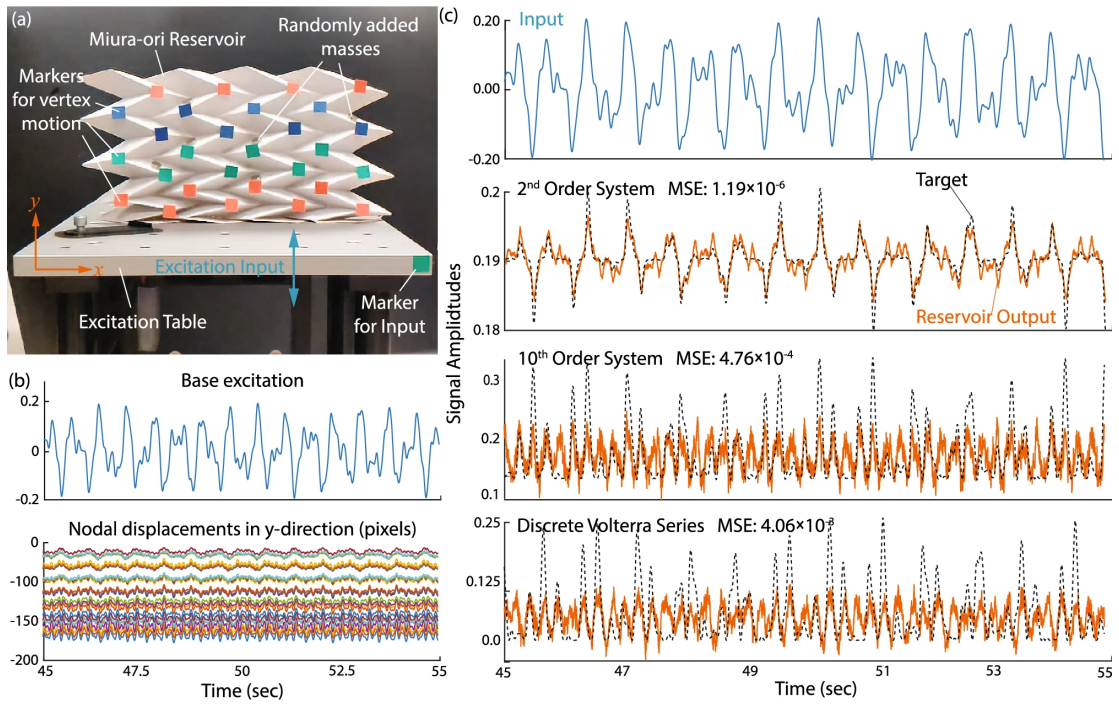 (a)
Miura-ori Reservoir
Randomly added
masses
Markers
for vertex
motion
y
x
Excitation Input
Excitation Table
Marker
for Input
(b)
Base excitation
0.2
0
-0.2
Nodal displacements in y-direction (pixels)
0
-100
-150
-200
45
47.5
50
52.5
55
Time (sec)
(c)
Input
0.20
0.00
-0.20
2nd Order System MSE: 1.19×10-6
Target
0.2
0.19
0.18
Reservoir Output
Signal Amplidtudes
10th Order System MSE: 4.76×10-4
0.3
0.2
0.1
Discrete Volterra Series MSE: 4.06×10-3
0.25
0.125
0.0
45
47
49
51
53
55
Time (sec)